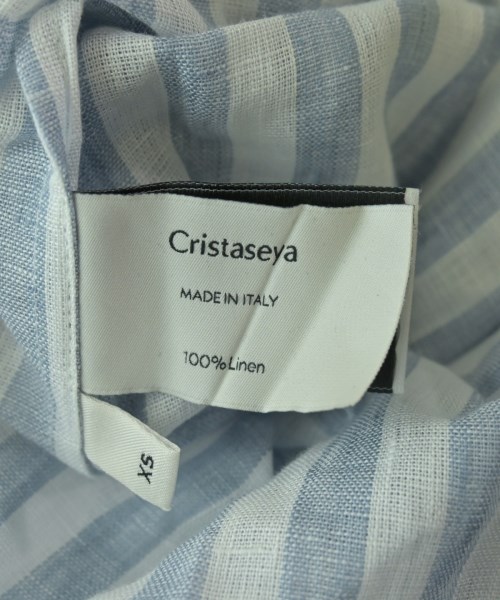 Cristaseya
MADE IN ITALY
100% Linen
XS